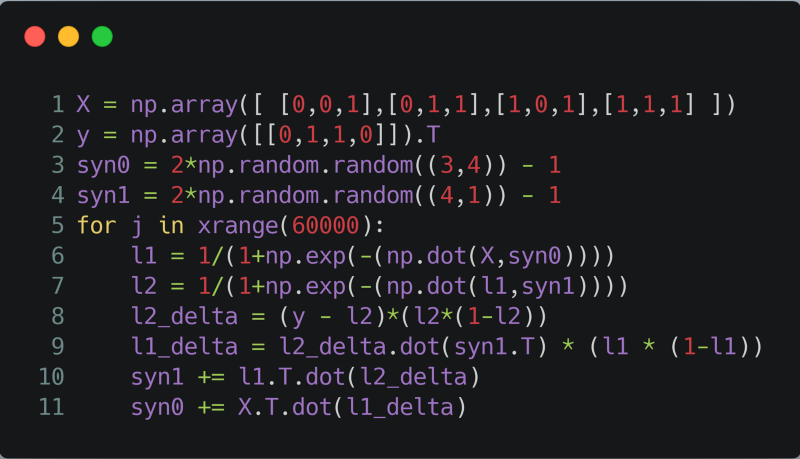 1 X = np.array([ [0,0,1],[0,1,1],[1,0,1],[1,1,1] ])
2 y = np.array([[0,1,1,0]]).T
3 syn0 = 2*np.random.random((3,4)) - 1
4 syn1 = 2*np.random.random((4,1)) - 1
5 for j in xrange(60000):
6     l1 = 1/(1+np.exp(-(np.dot(X,syn0))))
7     l2 = 1/(1+np.exp(-(np.dot(l1,syn1))))
8     l2_delta = (y - l2)*(l2*(1-l2))
9     l1_delta = l2_delta.dot(syn1.T) * (l1 * (1-l1))
10     syn1 += l1.T.dot(l2_delta)
11     syn0 += X.T.dot(l1_delta)